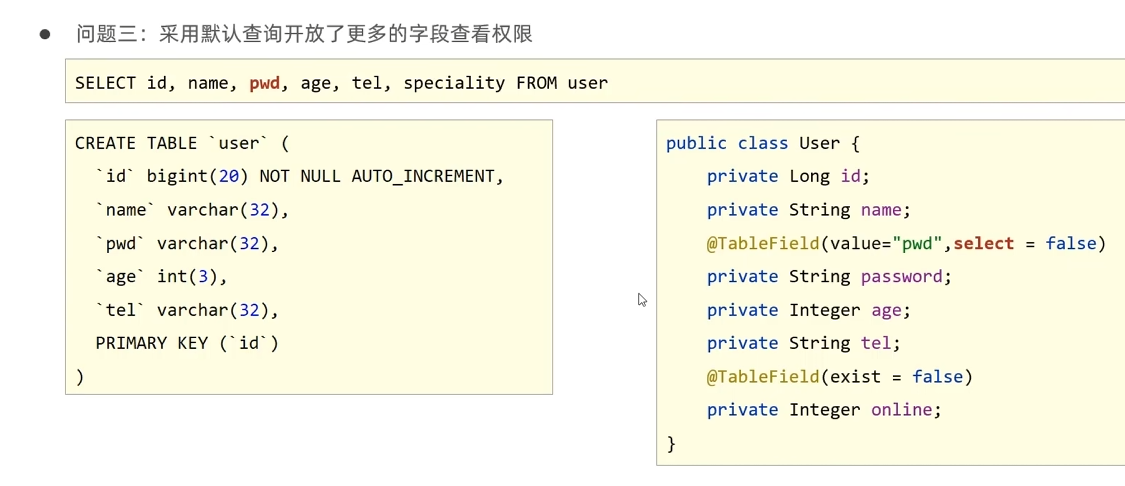 ● 问题三：采用默认查询开放了更多的字段查看权限
SELECT id, name, pwd, age, tel, speciality FROM user
CREATE TABLE `user` (
`id` bigint(20) NOT NULL AUTO_INCREMENT,
`name` varchar(32),
`pwd` varchar(32),
`age` int(3),
`tel` varchar(32),
PRIMARY KEY (`id`)
)
public class User {
private Long id;
private String name;
@TableField(value="pwd",select = false)
private String password;
private Integer age;
private String tel;
@TableField(exist = false)
private Integer online;
}